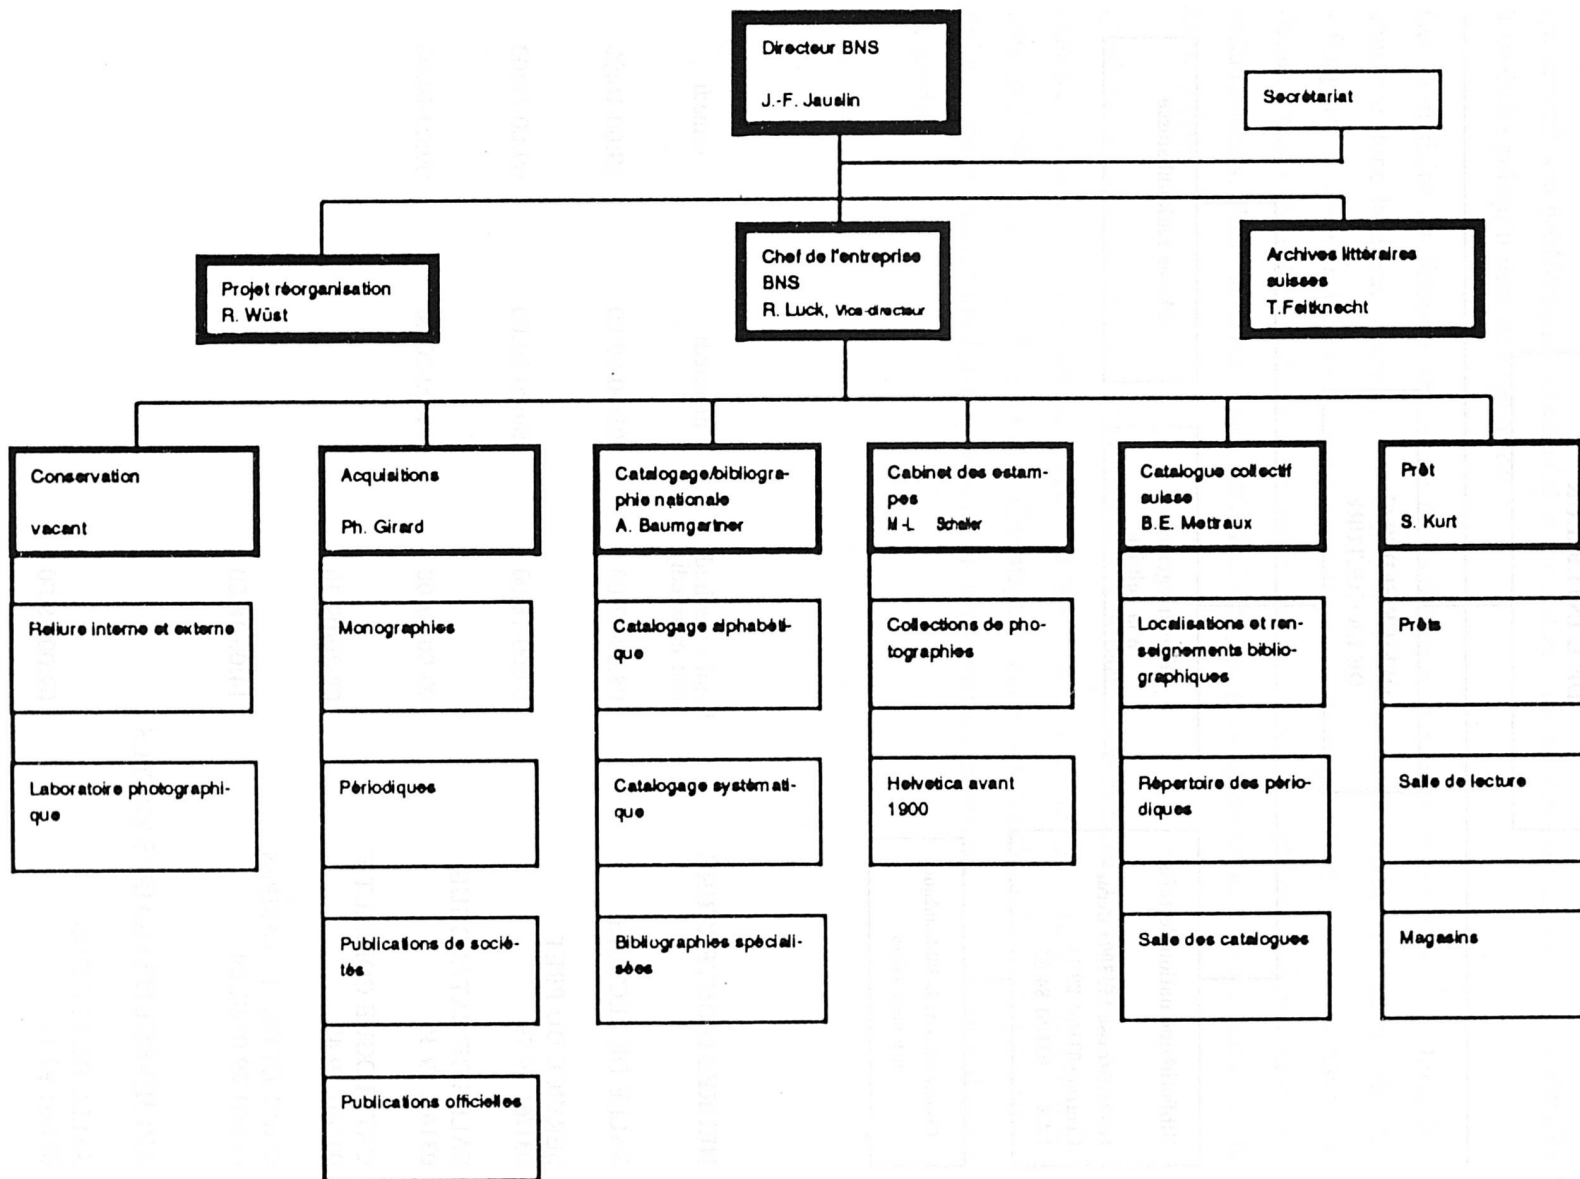 Directeur BNS
J.-F. Jauslin
Secrétariat
Projet réorganisation
R. Wüst
Chef de l'entreprise
BNS
R. Luck, Vice-directeur
Archives littéraires
suisses
T.Feitknecht
Conservation
vacant
Acquisitions
Ph. Girard
Catalogage/bibliogra-
phie nationale
A. Baumgartner
Cabinet des estam-
pes
M-L Schaller
Catalogue collectif
suisse
B.E. Mettraux
Prêt
S. Kurt
Reliure interne et externe
Monographies
Catalogage alphabéti-
que
Collections de pho-
tographies
Localisations et ren-
seignements biblio-
graphiques
Prêts
Laboratoire photographi-
que
Périodiques
Catalogage systémati-
que
Helvetica avant
1900
Répertoire des pério-
diques
Salle de lecture
Publications de socié-
tés
Bibliographies spéciali-
sées
Salle des catalogues
Magasins
Publications officielles